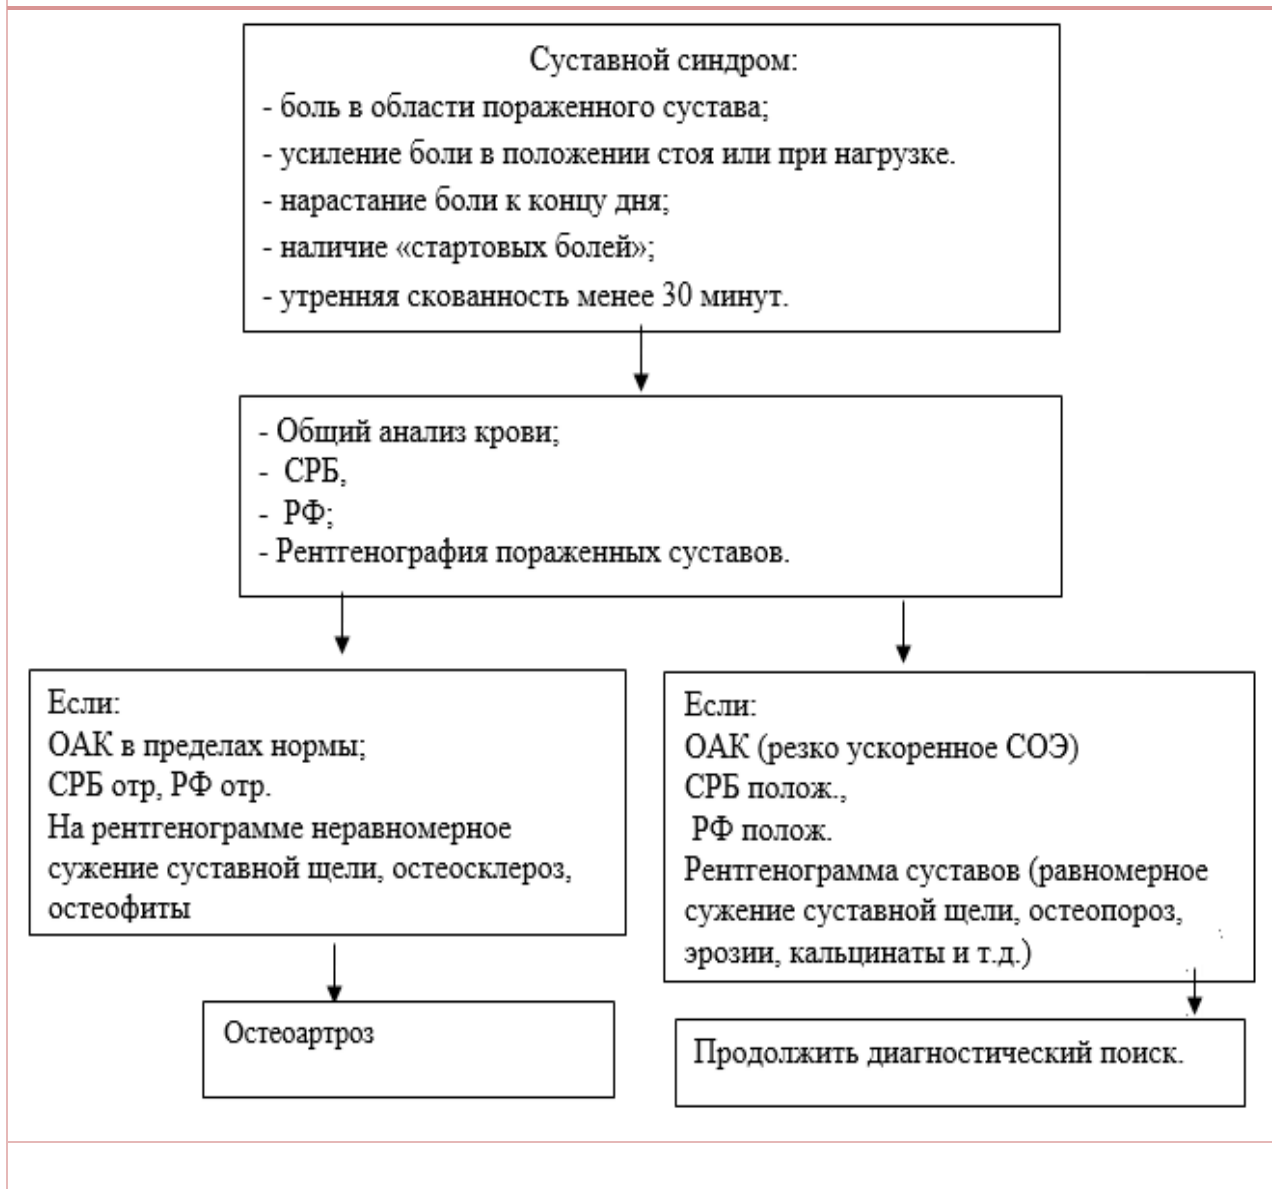 Суставной синдром:
- боль в области пораженного сустава;
- усиление боли в положении стоя или при нагрузке.
- нарастание боли к концу дня;
- наличие «стартовых болей»;
- утренняя скованность менее 30 минут.
- Общий анализ крови;
- СРБ,
- РФ;
- Рентгенография пораженных суставов.
Если:
ОАК в пределах нормы;
СРБ отр, РФ отр.
На рентгенограмме неравномерное
сужение суставной щели, остеосклероз,
остеофиты
Если:
ОАК (резко ускоренное СОЭ)
СРБ полож.,
РФ полож.
Рентгенограмма суставов (равномерное
сужение суставной щели, остеопороз,
эрозии, кальцинаты и т.д.)
Остеоартроз
Продолжить диагностический поиск.